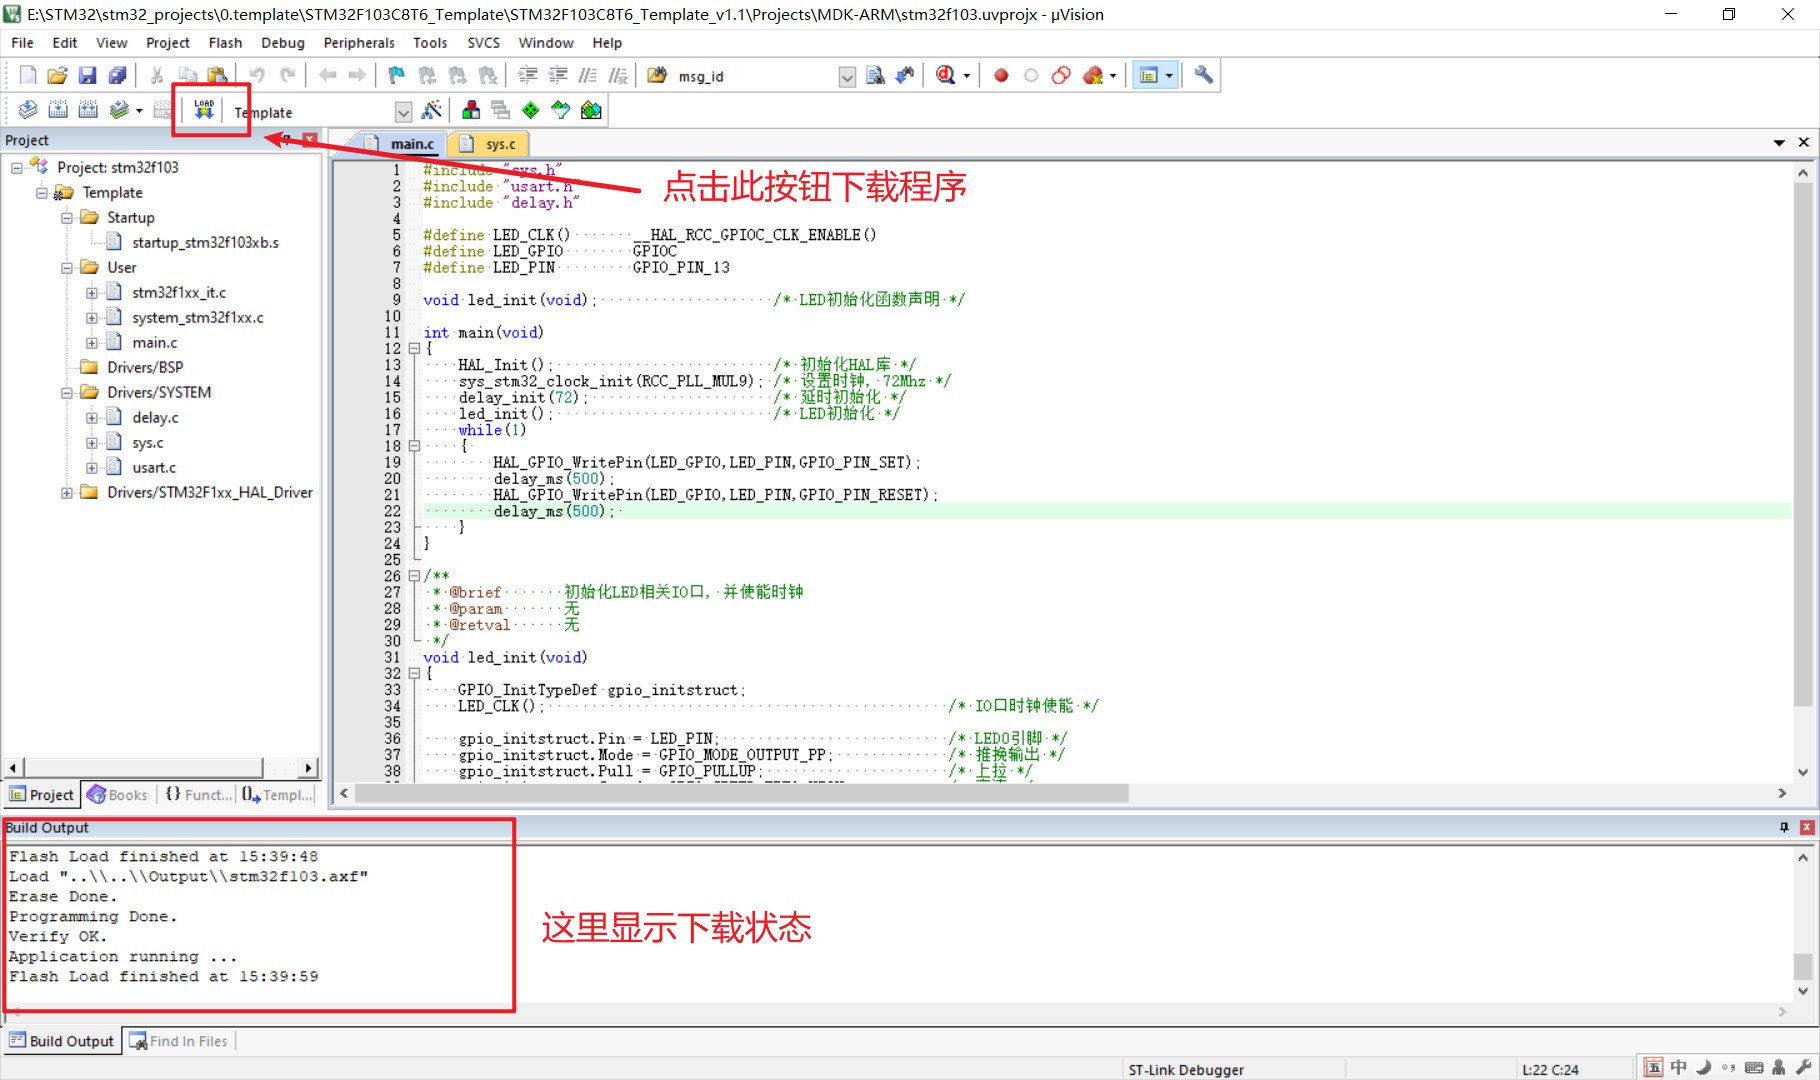 E:\STM32\stm32_projects\0.template\STM32F103C8T6_Template\STM32F103C8T6_Template_v1.1\Projects\MDK-ARM\stm32f103.uvprojx - µVision
File Edit View Project Flash Debug Peripherals Tools SVCS Window Help
msg_id
LOAD
Template
Project
main.c
sys.c
点击此按钮下载程序
Project: stm32f103
Template
Startup
startup_stm32f103xb.s
User
stm32f1xx_it.c
system_stm32f1xx.c
main.c
Drivers/BSP
Drivers/SYSTEM
delay.c
sys.c
usart.c
Drivers/STM32F1xx_HAL_Driver
Project Books {} Funct... Templ...
1 #include "sys.h"
2 #include "usart.h"
3 #include "delay.h"
4
5 #define LED_CLK() __HAL_RCC_GPIOC_CLK_ENABLE()
6 #define LED_GPIO GPIOC
7 #define LED_PIN GPIO_PIN_13
8
9 void led_init(void); /* LED初始化函数声明 */
10
11 int main(void)
12 {
13 HAL_Init(); /* 初始化HAL库 */
14 sys_stm32_clock_init(RCC_PLL_MUL9); /* 设置时钟, 72Mhz */
15 delay_init(72); /* 延时初始化 */
16 led_init(); /* LED初始化 */
17 while(1)
18 {
19 HAL_GPIO_WritePin(LED_GPIO,LED_PIN,GPIO_PIN_SET);
20 delay_ms(500);
21 HAL_GPIO_WritePin(LED_GPIO,LED_PIN,GPIO_PIN_RESET);
22 delay_ms(500);
23 }
24 }
25
26 /**
27 * @brief 初始化LED相关IO口, 并使能时钟
28 * @param 无
29 * @retval 无
30 */
31 void led_init(void)
32 {
33 GPIO_InitTypeDef gpio_initstruct;
34 LED_CLK(); /* IO口时钟使能 */
35
36 gpio_initstruct.Pin = LED_PIN; /* LED0引脚 */
37 gpio_initstruct.Mode = GPIO_MODE_OUTPUT_PP; /* 推挽输出 */
38 gpio_initstruct.Pull = GPIO_PULLUP; /* 上拉 */
Build Output
Flash Load finished at 15:39:48
Load "..\\..\\Output\\stm32f103.axf"
Erase Done.
Programming Done.
Verify OK.
Application running ...
Flash Load finished at 15:39:59
这里显示下载状态
Build Output Find In Files
ST-Link Debugger
L:22 C:24
五 中